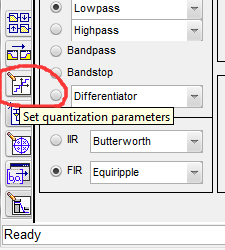 Lowpass
Highpass
Bandpass
Bandstop
Differentiator
Set quantization parameters
IIR Butterworth
FIR Equiripple
Ready